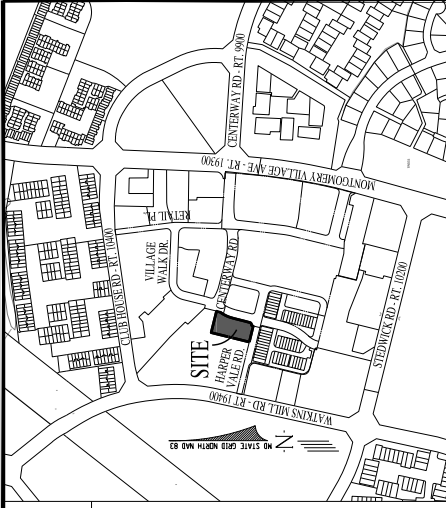 CENTERWAY RD - RT. 9900
MONTGOMERY VILLAGE AVE - RT. 19300
RETAIL PL.
CLUB HOUSE RD - RT. 10400
VILLAGE
WALK DR.
CENTERWAY RD
SITE
HARPER
VALE RD.
STEDWICK RD - RT. 10200
WATKINS MILL RD - RT 19400
MD STATE GRID NORTH NAD 83
N